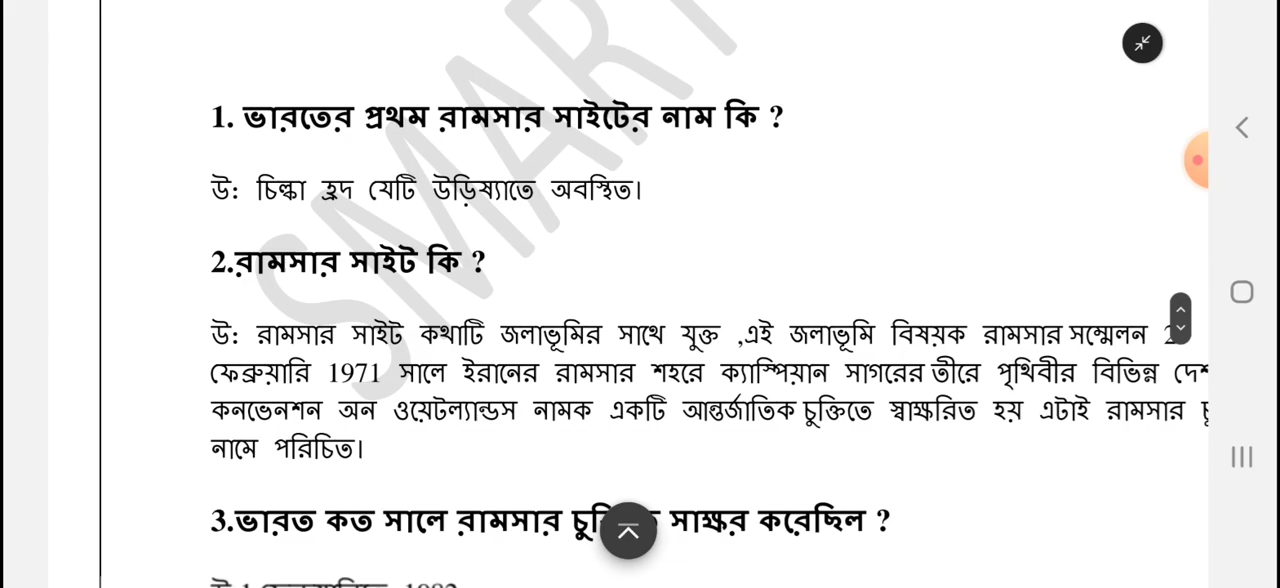 SMART
1. ভারতের প্রথম রামসার সাইটের নাম কি ?
উ: চিল্কা হ্রদ যেটি উড়িষ্যাতে অবস্থিত।
2.রামসার সাইট কি ?
উ: রামসার সাইট কথাটি জলাভূমির সাথে যুক্ত ,এই জলাভূমি বিষয়ক রামসার সম্মেলন
ফেব্রুয়ারি 1971 সালে ইরানের রামসার শহরে ক্যাস্পিয়ান সাগরের তীরে পৃথিবীর বিভিন্ন
কনভেনশন অন ওয়েটল্যান্ডস নামক একটি আন্তর্জাতিক চুক্তিতে স্বাক্ষরিত হয় এটাই রামসার
নামে পরিচিত।
3.ভারত কত সালে রামসার সাক্ষর করেছিল ?